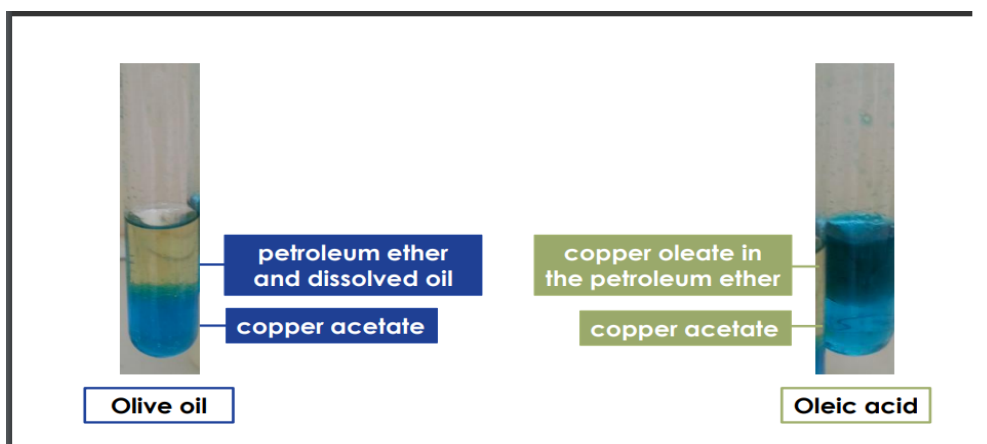 petroleum ether
and dissolved oil
copper acetate
Olive oil
copper oleate in
the petroleum ether
copper acetate
Oleic acid